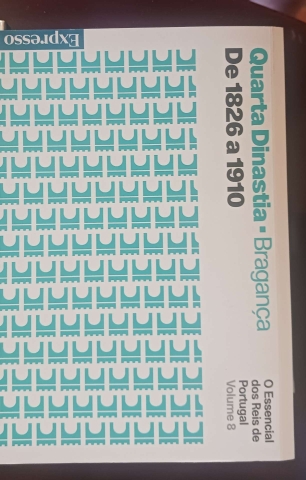 Quarta Dinastia ▪ Bragança
De 1826 a 1910
O Essencial
dos Reis de
Portugal
Volume 8
Expresso